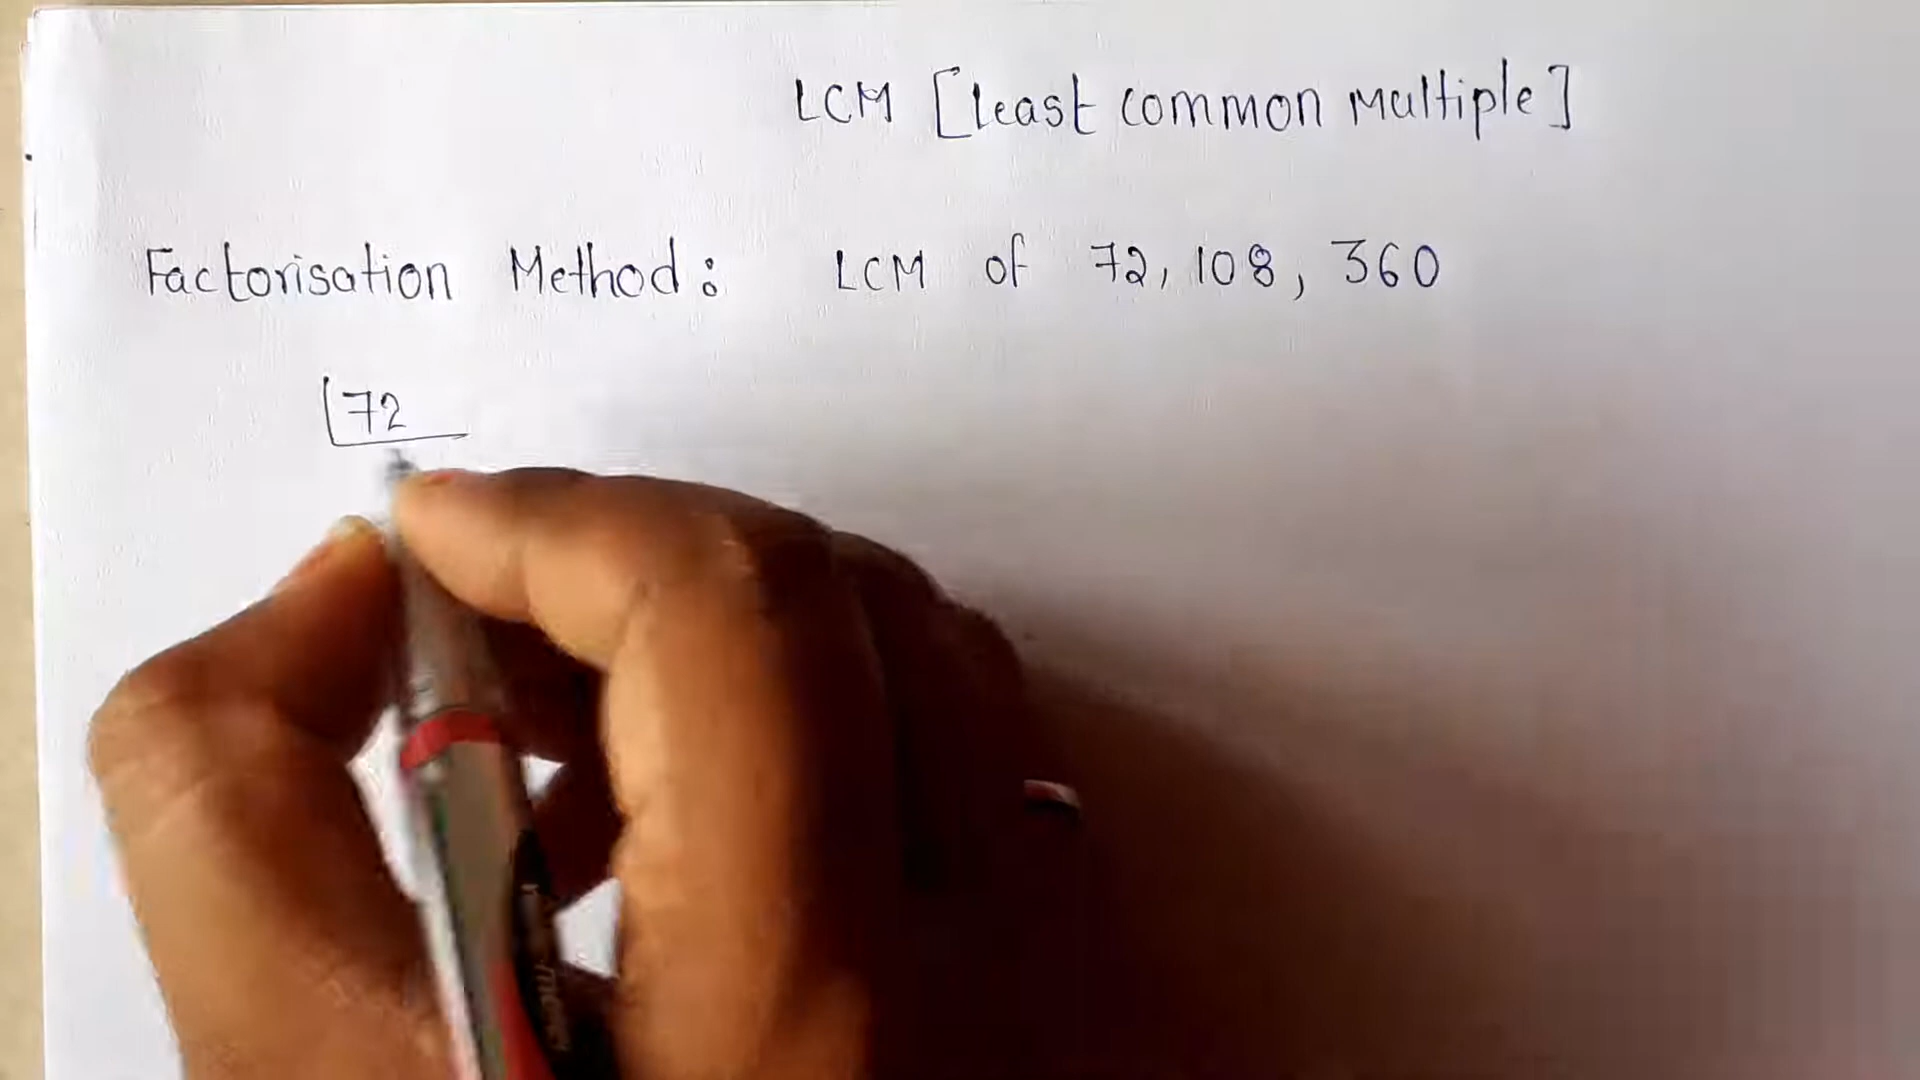 LCM [least common multiple]
Factorisation Method: LCM of 72, 108, 360
72